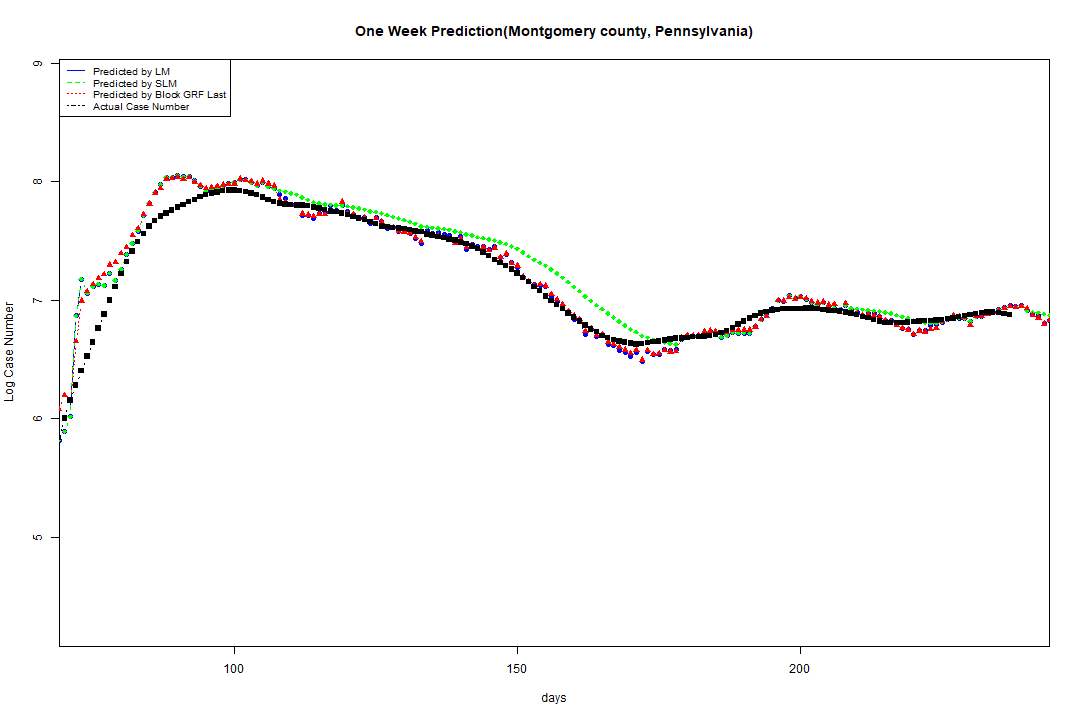 One Week Prediction(Montgomery county, Pennsylvania)
Predicted by LM
Predicted by SLM
Predicted by Block GRF Last
Actual Case Number
9
8
7
6
5
Log Case Number
100 150 200
days